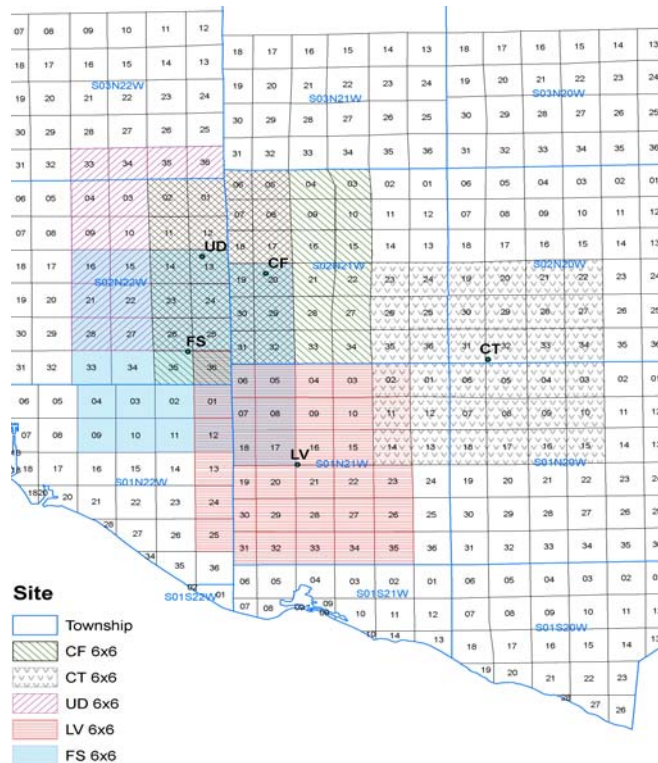 07 08 09 10 11 12
18 17 16 15 14 13 18 17 16 15 14 13
18 17 16 15 14 13
S03N22W
19 20 21 22 23 24 19 20 21 22 23 24
19 20 21 22 23 24
S03N21W S03N20W
30 29 28 27 26 25 30 29 28 27 26 25
30 29 28 27 26 25
31 32 33 34 35 36 31 32 33 34 35 36 31 32 33 34 35 36
06 05 04 03 02 01 06 05 04 03 02 01 06 05 04 03 02 01
07 08 09 10 11 12 07 08 09 10 11 12 07 08 09 10 11 12
UD
18 17 16 15 14 13 18 17 16 15 14 13 18 17 16 15 14 13
CF
S02N22W S02N21W S02N20W
19 20 21 22 23 24 19 20 21 22 23 24 19 20 21 22 23 24
30 29 28 27 26 25 30 29 28 27 26 25 30 29 28 27 26 25
FS
CT
31 32 33 34 35 36 31 32 33 34 35 36 31 32 33 34 35 36
06 05 04 03 02 01 06 05 04 03 02 01 06 05 04 03 02 01
07 08 09 10 11 12 07 08 09 10 11 12 07 08 09 10 11 12
18 17 16 15 14 13 18 17 16 15 14 13 18 17 16 15 14 13
LV
S01N22W S01N21W S01N20W
18 20 20 21 22 23 24 19 20 21 22 23 24 19 20 21 22 23 24
28 27 26 25 30 29 28 27 26 25 30 29 28 27 26 25
34 35 36 31 32 33 34 35 36 31 32 33 34 35 36
02 01 06 05 04 03 02 01 06 05 04 03 02 01
S01S22W S01S21W
07 08 09 09 10 11 12 07 08 09 10 11 12
S01S20W
10 14 13 18 17 16 15 14 13
19 20 21 22 23
28 27 26
Site
Township
CF 6x6
CT 6x6
UD 6x6
LV 6x6
FS 6x6